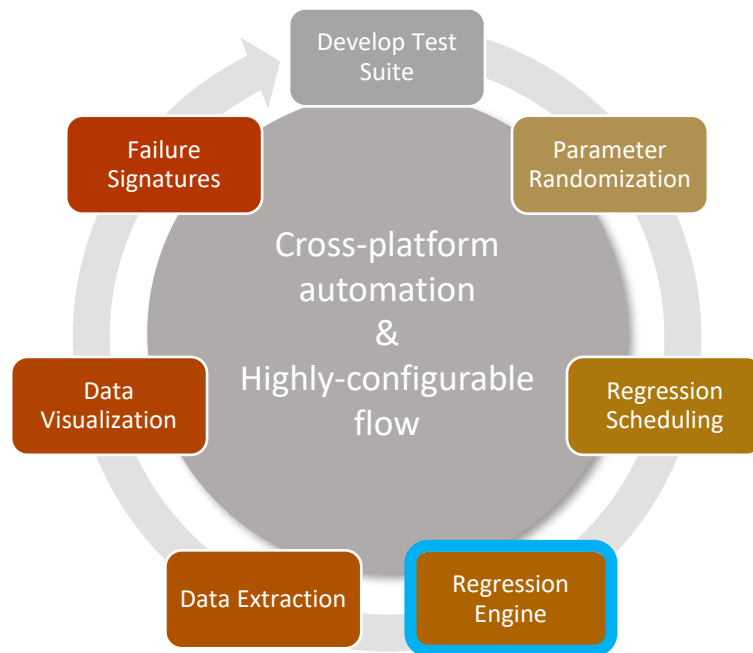 Develop Test
Suite
Parameter
Randomization
Regression
Scheduling
Regression
Engine
Data Extraction
Data
Visualization
Failure
Signatures
Cross-platform
automation
&
Highly-configurable
flow